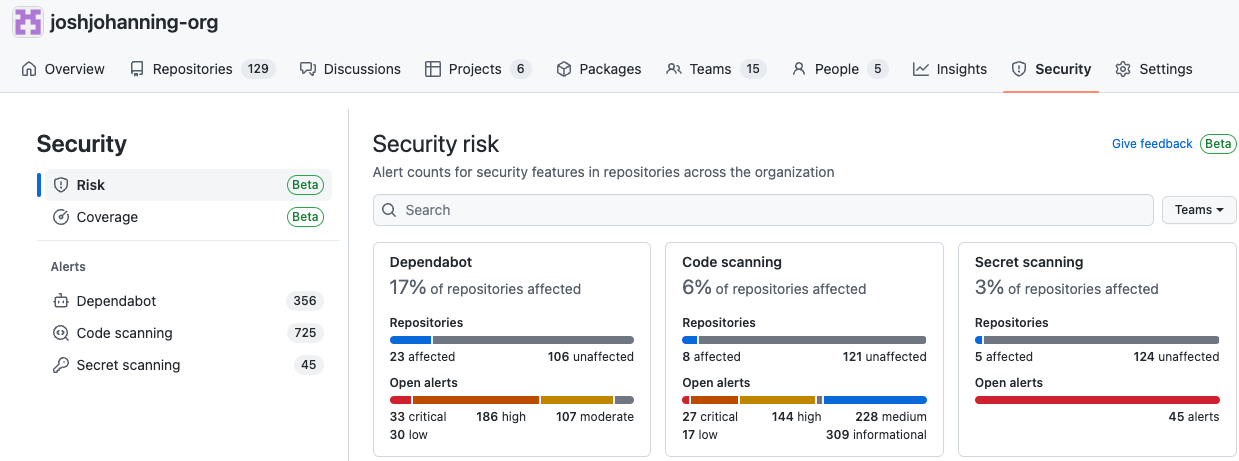 joshjohanning-org
Overview Repositories 129 Discussions Projects 6 Packages Teams 15 People 5 Insights Security Settings
Security
Risk Beta
Coverage Beta
Alerts
Dependabot 356
Code scanning 725
Secret scanning 45
Security risk
Give feedback Beta
Alert counts for security features in repositories across the organization
Search
Teams
Dependabot
17% of repositories affected
Repositories
23 affected 106 unaffected
Open alerts
33 critical 186 high 107 moderate
30 low
Code scanning
6% of repositories affected
Repositories
8 affected 121 unaffected
Open alerts
27 critical 144 high 228 medium
17 low 309 informational
Secret scanning
3% of repositories affected
Repositories
5 affected 124 unaffected
Open alerts
45 alerts